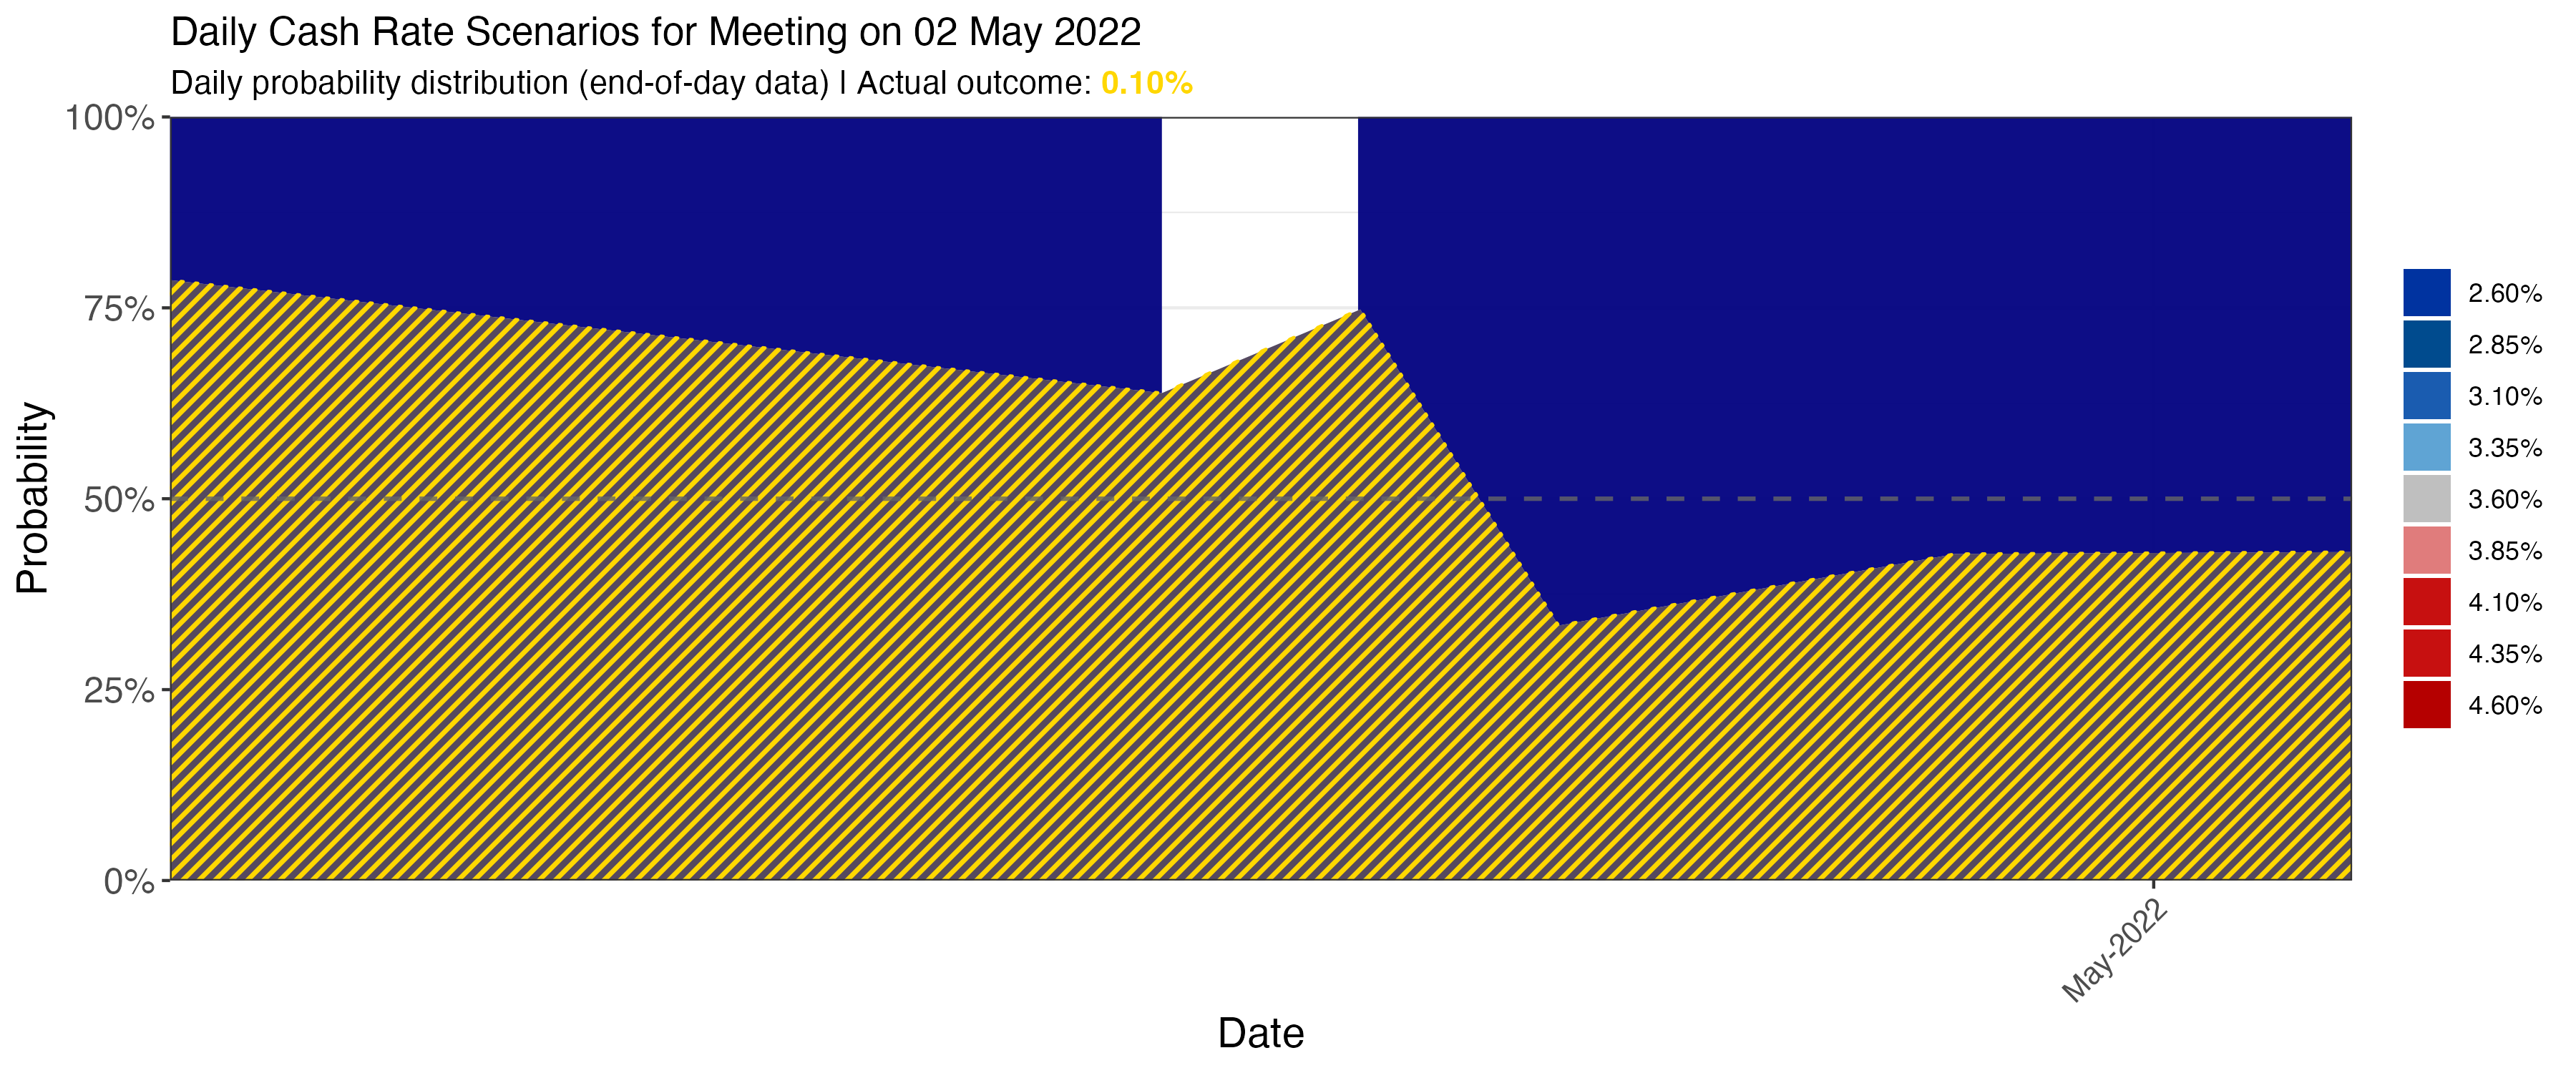 Daily Cash Rate Scenarios for Meeting on 02 May 2022
Daily probability distribution (end-of-day data) | Actual outcome: 0.10%
100%
75%
50%
25%
0%
Probability
May-2022
Date
2.60%
2.85%
3.10%
3.35%
3.60%
3.85%
4.10%
4.35%
4.60%